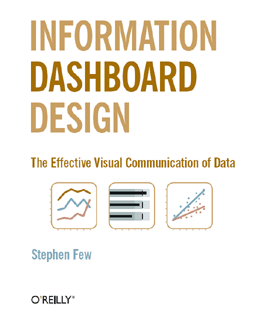 INFORMATION
DASHBOARD
DESIGN
The Effective Visual Communication of Data
Stephen Few
O'REILLY®